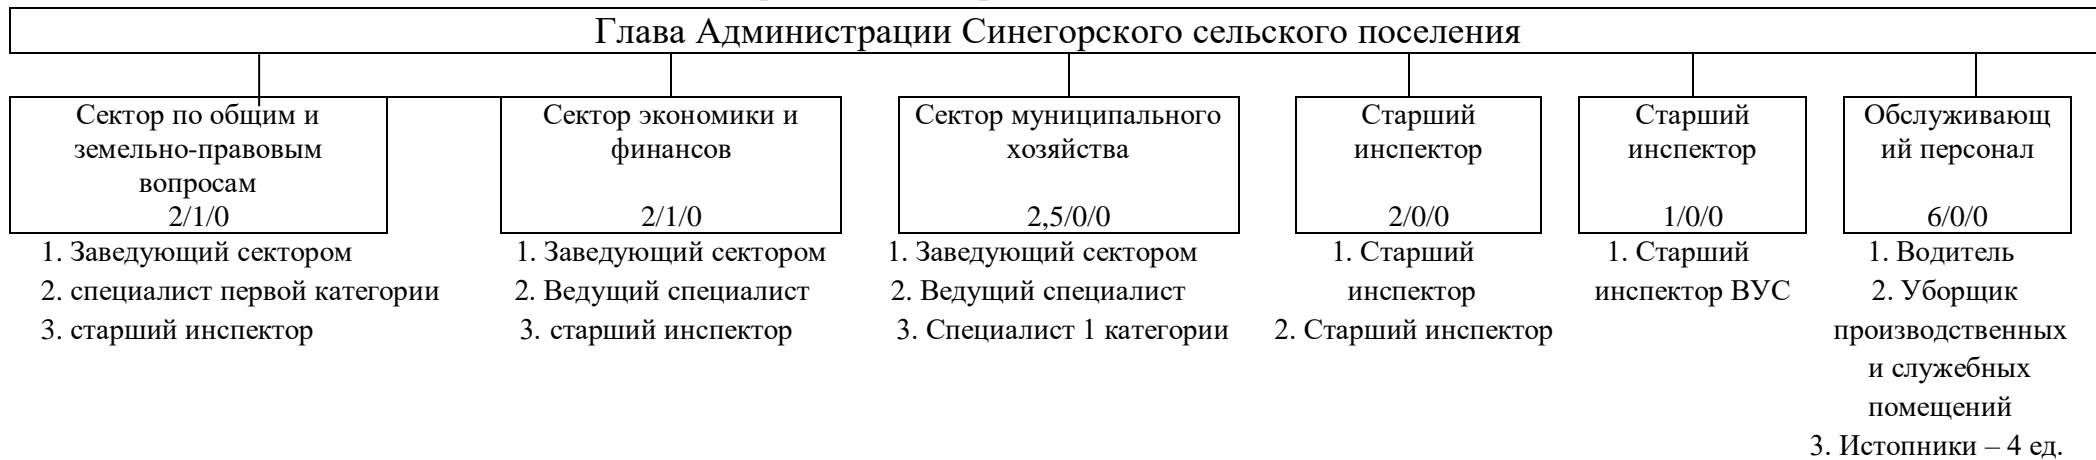 Глава Администрации Синегорского сельского поселения
Сектор по общим и
земельно-правовым
вопросам
2/1/0
1. Заведующий сектором
2. специалист первой категории
3. старший инспектор
Сектор экономики и
финансов
2/1/0
1. Заведующий сектором
2. Ведущий специалист
3. старший инспектор
Сектор муниципального
хозяйства
2,5/0/0
1. Заведующий сектором
2. Ведущий специалист
3. Специалист 1 категории
Старший
инспектор
2/0/0
1. Старший
инспектор
2. Старший инспектор
Старший
инспектор
1/0/0
1. Старший
инспектор ВУС
Обслуживающ
ий персонал
6/0/0
1. Водитель
2. Уборщик
производственных
и служебных
помещений
3. Истопники – 4 ед.